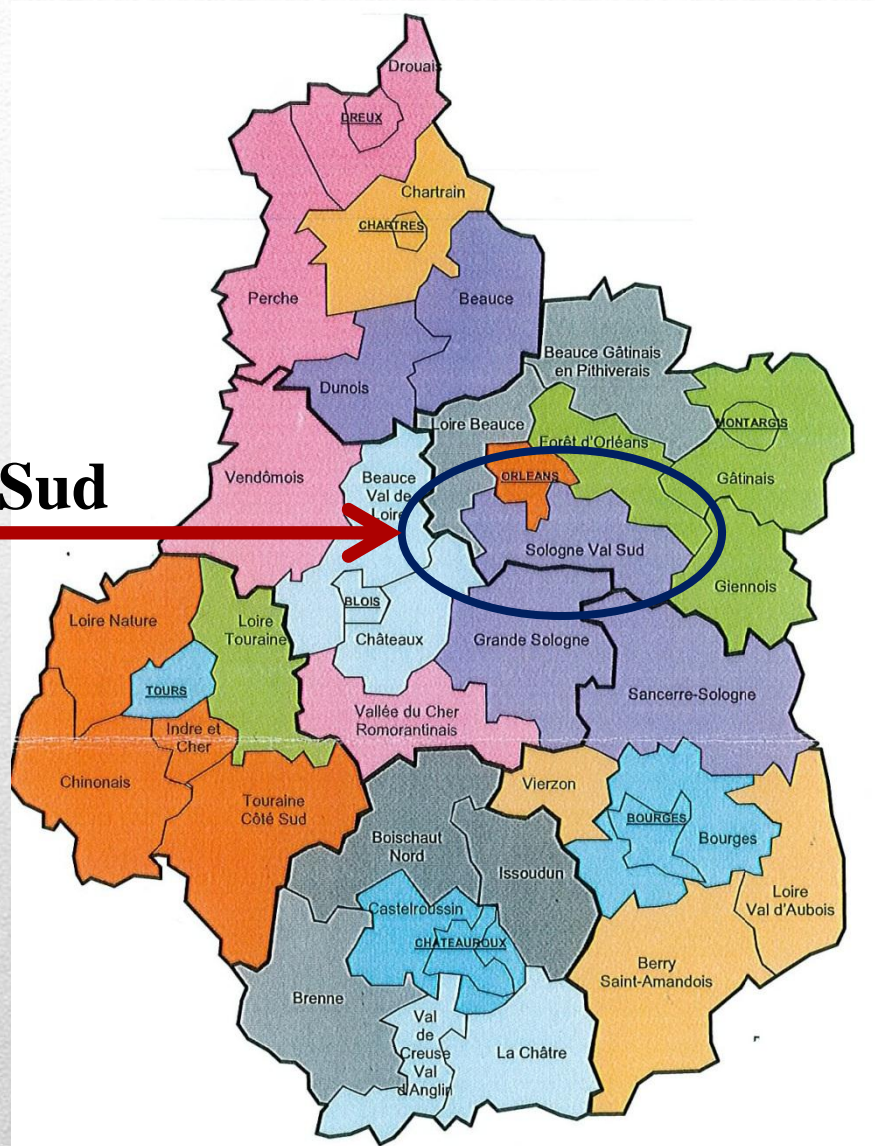 Drouais
DREUX
Chartrain
CHARTRES
Perche
Beauce
Beauce Gâtinais
en Pithiverais
Dunois
Loire Beauce
Forêt d'Orléans
MONTARGIS
Vendômois
Beauce
Val de
Loire
ORLEANS
Gâtinais
Sud
Sologne Val Sud
Giennois
BLOIS
Loire Nature
Loire
Touraine
Châteaux
Grande Sologne
Sancerre-Sologne
TOURS
Vallée du Cher
Romorantinais
Indre et
Cher
Chinonais
Touraine
Côté Sud
Vierzon
BOURGES
Bourges
Boischaut
Nord
Issoudun
Loire
Val d'Aubois
Castelroussin
CHATEAUROUX
Berry
Saint-Amandois
Brenne
Val
de
Creuse
Val
d'Anglin
La Châtre